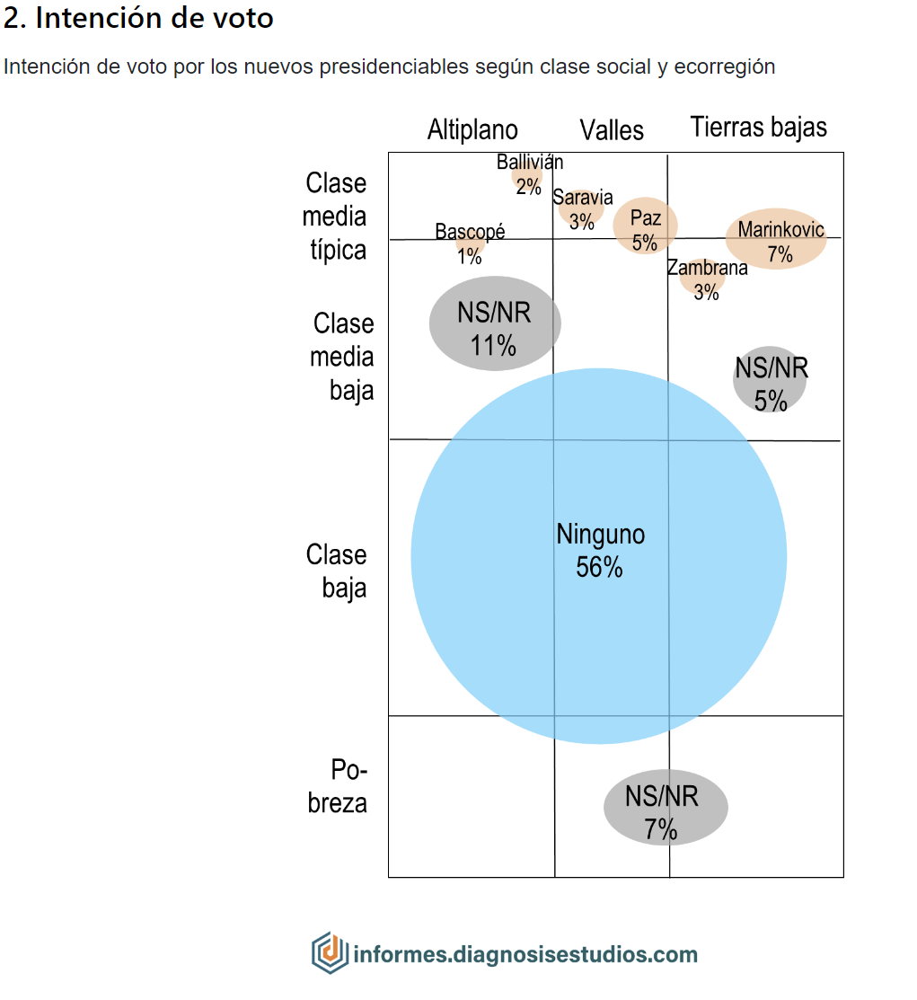 2. Intención de voto
Intención de voto por los nuevos presidenciables según clase social y ecorregión
Altiplano
Valles
Tierras bajas
Clase
media
típica
Ballivián
2%
Saravia
3%
Paz
5%
Marinkovic
7%
Bascopé
1%
Zambrana
3%
Clase
media
baja
NS/NR
11%
NS/NR
5%
Clase
baja
Ninguno
56%
Po-
breza
NS/NR
7%
informes.diagnosisestudios.com